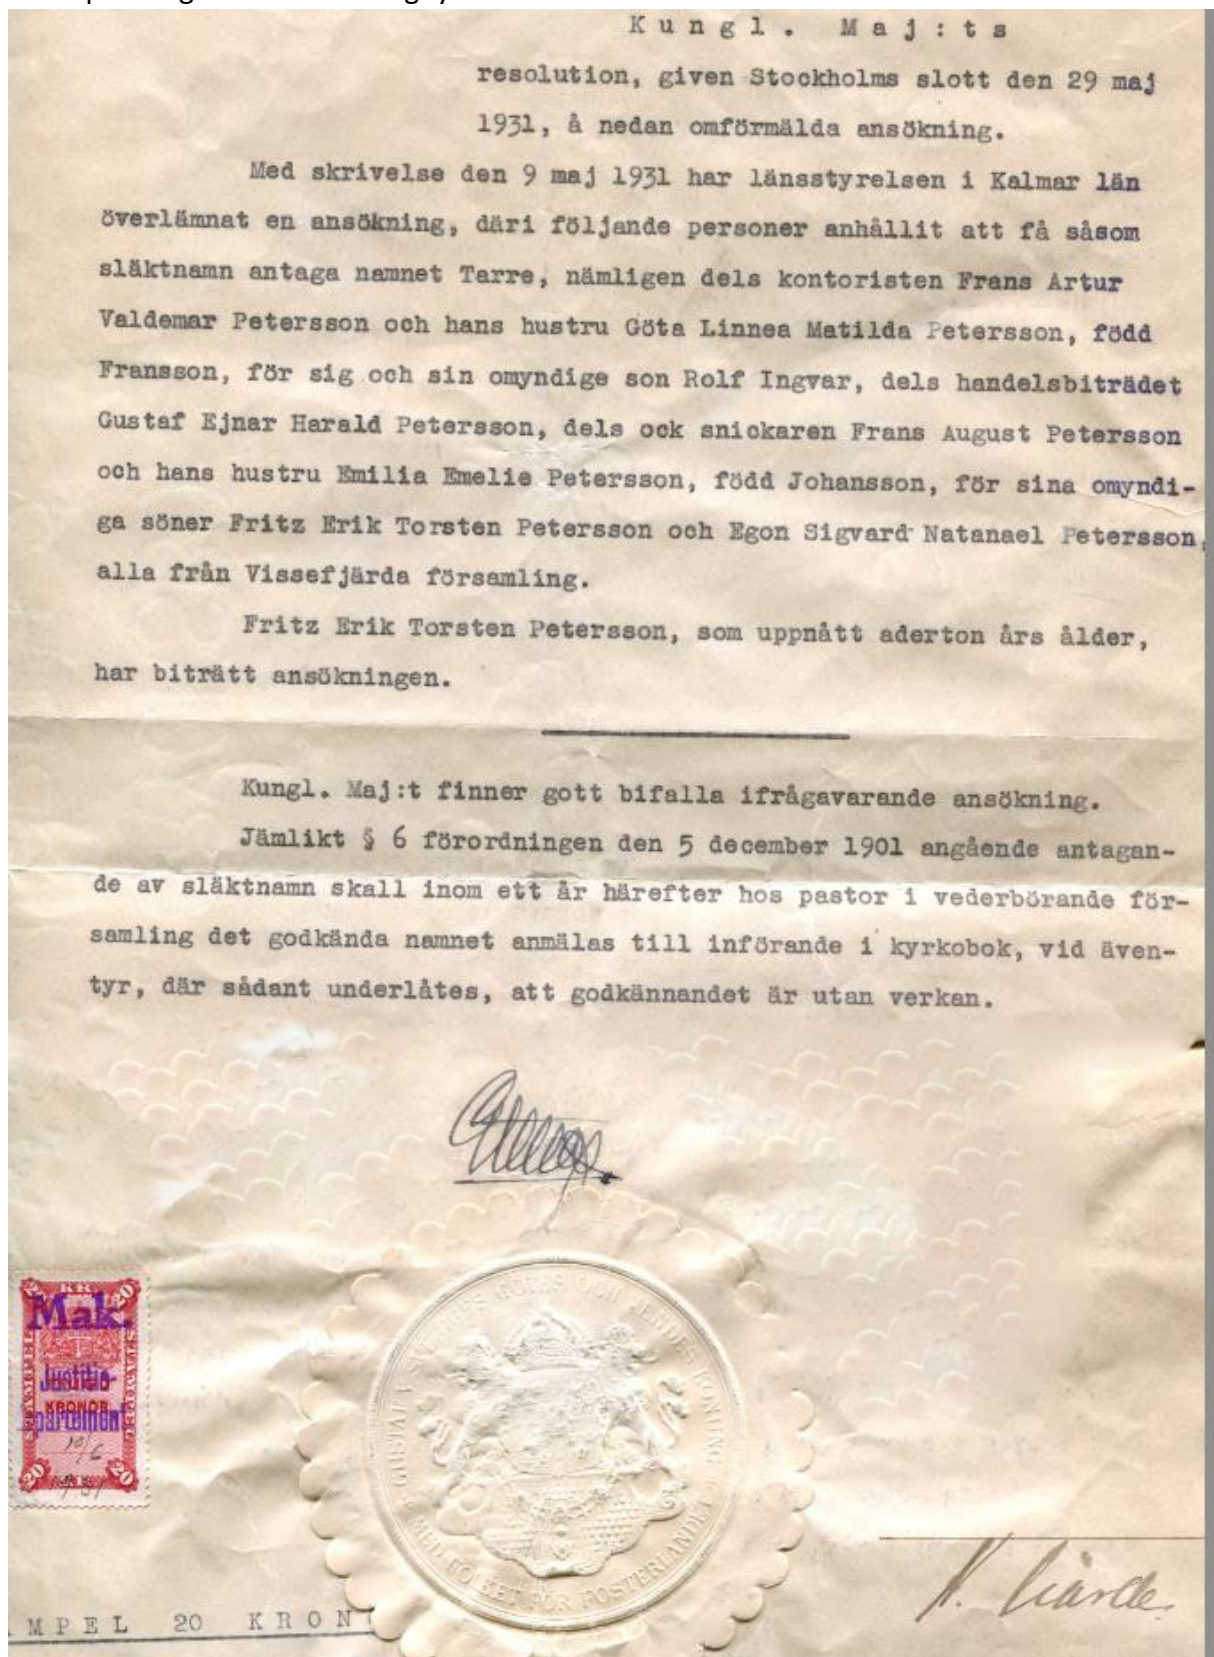 Kungl. Maj:ts
resolution, given Stockholms slott den 29 maj
1931, å nedan omförmälda ansökning.
Med skrivelse den 9 maj 1931 har länsstyrelsen i Kalmar län
överlämnat en ansökning, däri följande personer anhållit att få såsom
släktnamn antaga namnet Tarre, nämligen dels kontoristen Frans Artur
Valdemar Petersson och hans hustru Göta Linnea Matilda Petersson, född
Fransson, för sig och sin omyndige son Rolf Ingvar, dels handelsbiträdet
Gustaf Ejnar Harald Petersson, dels ock snickaren Frans August Petersson
och hans hustru Emilia Emelie Petersson, född Johansson, för sina omyndi-
ga söner Fritz Erik Torsten Petersson och Egon Sigvard Natanael Petersson,
alla från Vissefjärda församling.
Fritz Erik Torsten Petersson, som uppnått aderton års ålder,
har biträtt ansökningen.
Kungl. Maj:t finner gott bifalla ifrågavarande ansökning.
Jämlikt § 6 förordningen den 5 december 1901 angående antagan-
de av släktnamn skall inom ett år härefter hos pastor i vederbörande för-
samling det godkända namnet anmälas till införande i kyrkobok, vid även-
tyr, där sådant underlåtes, att godkännandet är utan verkan.
20 KR 20
Mak.
Justitie-
KRONOR
partement
10/6
20 20
GUSTAF V OCH KONUNG
MED FOLKET FÖR FOSTERLANDET
MPEL 20 KRON